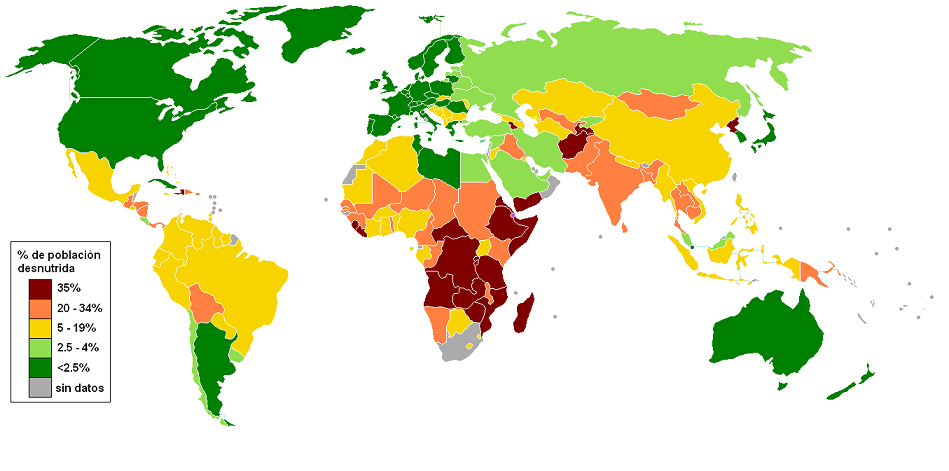 % de población
desnutrida
35%
20 - 34%
5 - 19%
2.5 - 4%
<2.5%
sin datos